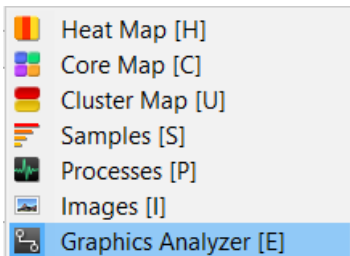 Heat Map [H]
Core Map [C]
Cluster Map [U]
Samples [S]
Processes [P]
Images [I]
Graphics Analyzer [E]